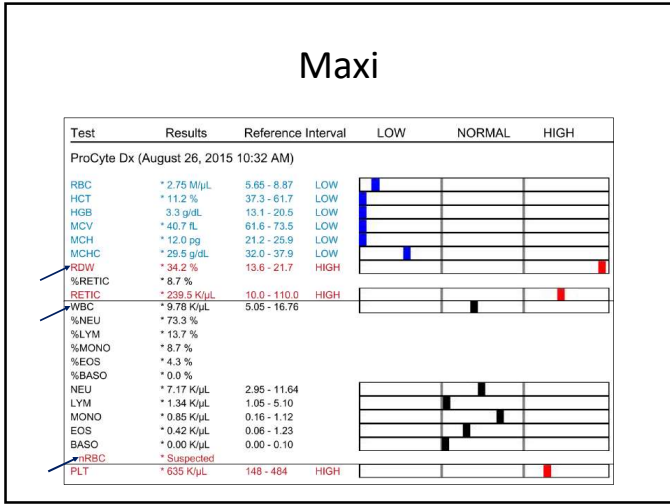 Maxi
Test Results Reference Interval LOW NORMAL HIGH
ProCyte Dx (August 26, 2015 10:32 AM)
RBC * 2.75 M/µL 5.65 - 8.87 LOW
HCT * 11.2 % 37.3 - 61.7 LOW
HGB 3.3 g/dL 13.1 - 20.5 LOW
MCV * 40.7 fL 61.6 - 73.5 LOW
MCH * 12.0 pg 21.2 - 25.9 LOW
MCHC * 29.5 g/dL 32.0 - 37.9 LOW
RDW * 34.2 % 13.6 - 21.7 HIGH
%RETIC * 8.7 %
RETIC * 239.5 K/µL 10.0 - 110.0 HIGH
WBC * 9.78 K/µL 5.05 - 16.76
%NEU * 73.3 %
%LYM * 13.7 %
%MONO * 8.7 %
%EOS * 4.3 %
%BASO * 0.0 %
NEU * 7.17 K/µL 2.95 - 11.64
LYM * 1.34 K/µL 1.05 - 5.10
MONO * 0.85 K/µL 0.16 - 1.12
EOS * 0.42 K/µL 0.06 - 1.23
BASO * 0.00 K/µL 0.00 - 0.10
nRBC * Suspected
PLT * 635 K/µL 148 - 484 HIGH